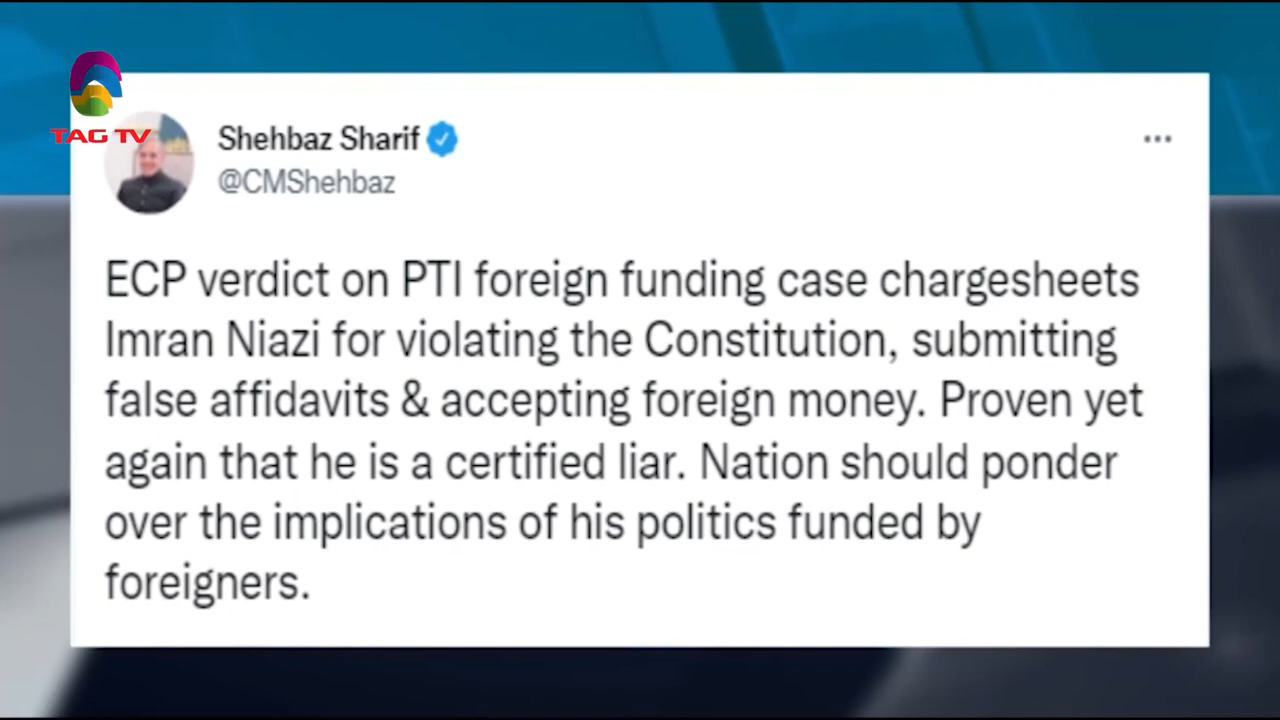 TAG TV
Shehbaz Sharif
@CMShehbaz
ECP verdict on PTI foreign funding case chargesheets
Imran Niazi for violating the Constitution, submitting
false affidavits & accepting foreign money. Proven yet
again that he is a certified liar. Nation should ponder
over the implications of his politics funded by
foreigners.